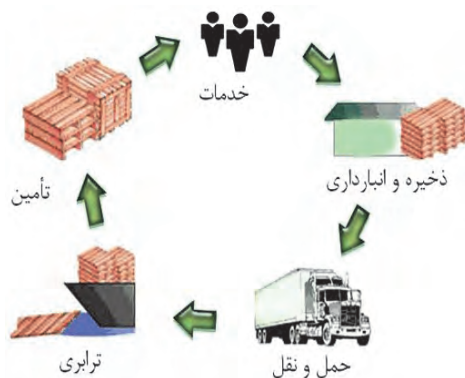 خدمات
ذخیره و انبارداری
تأمین
حمل و نقل
ترابری